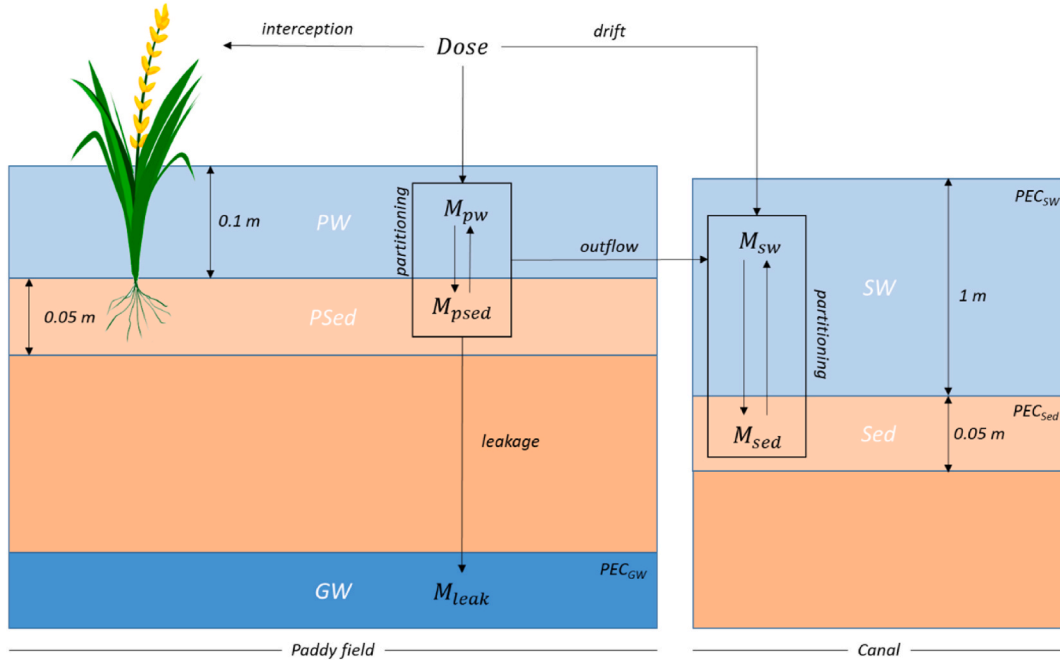 interception
Dose
drift
PEC_SW
0.1 m
PW
partitioning
M_pw
outflow
M_sw
SW
1 m
0.05 m
PSed
M_psed
partitioning
PEC_Sed
M_sed
Sed
0.05 m
leakage
PEC_GW
GW
M_leak
Paddy field
Canal